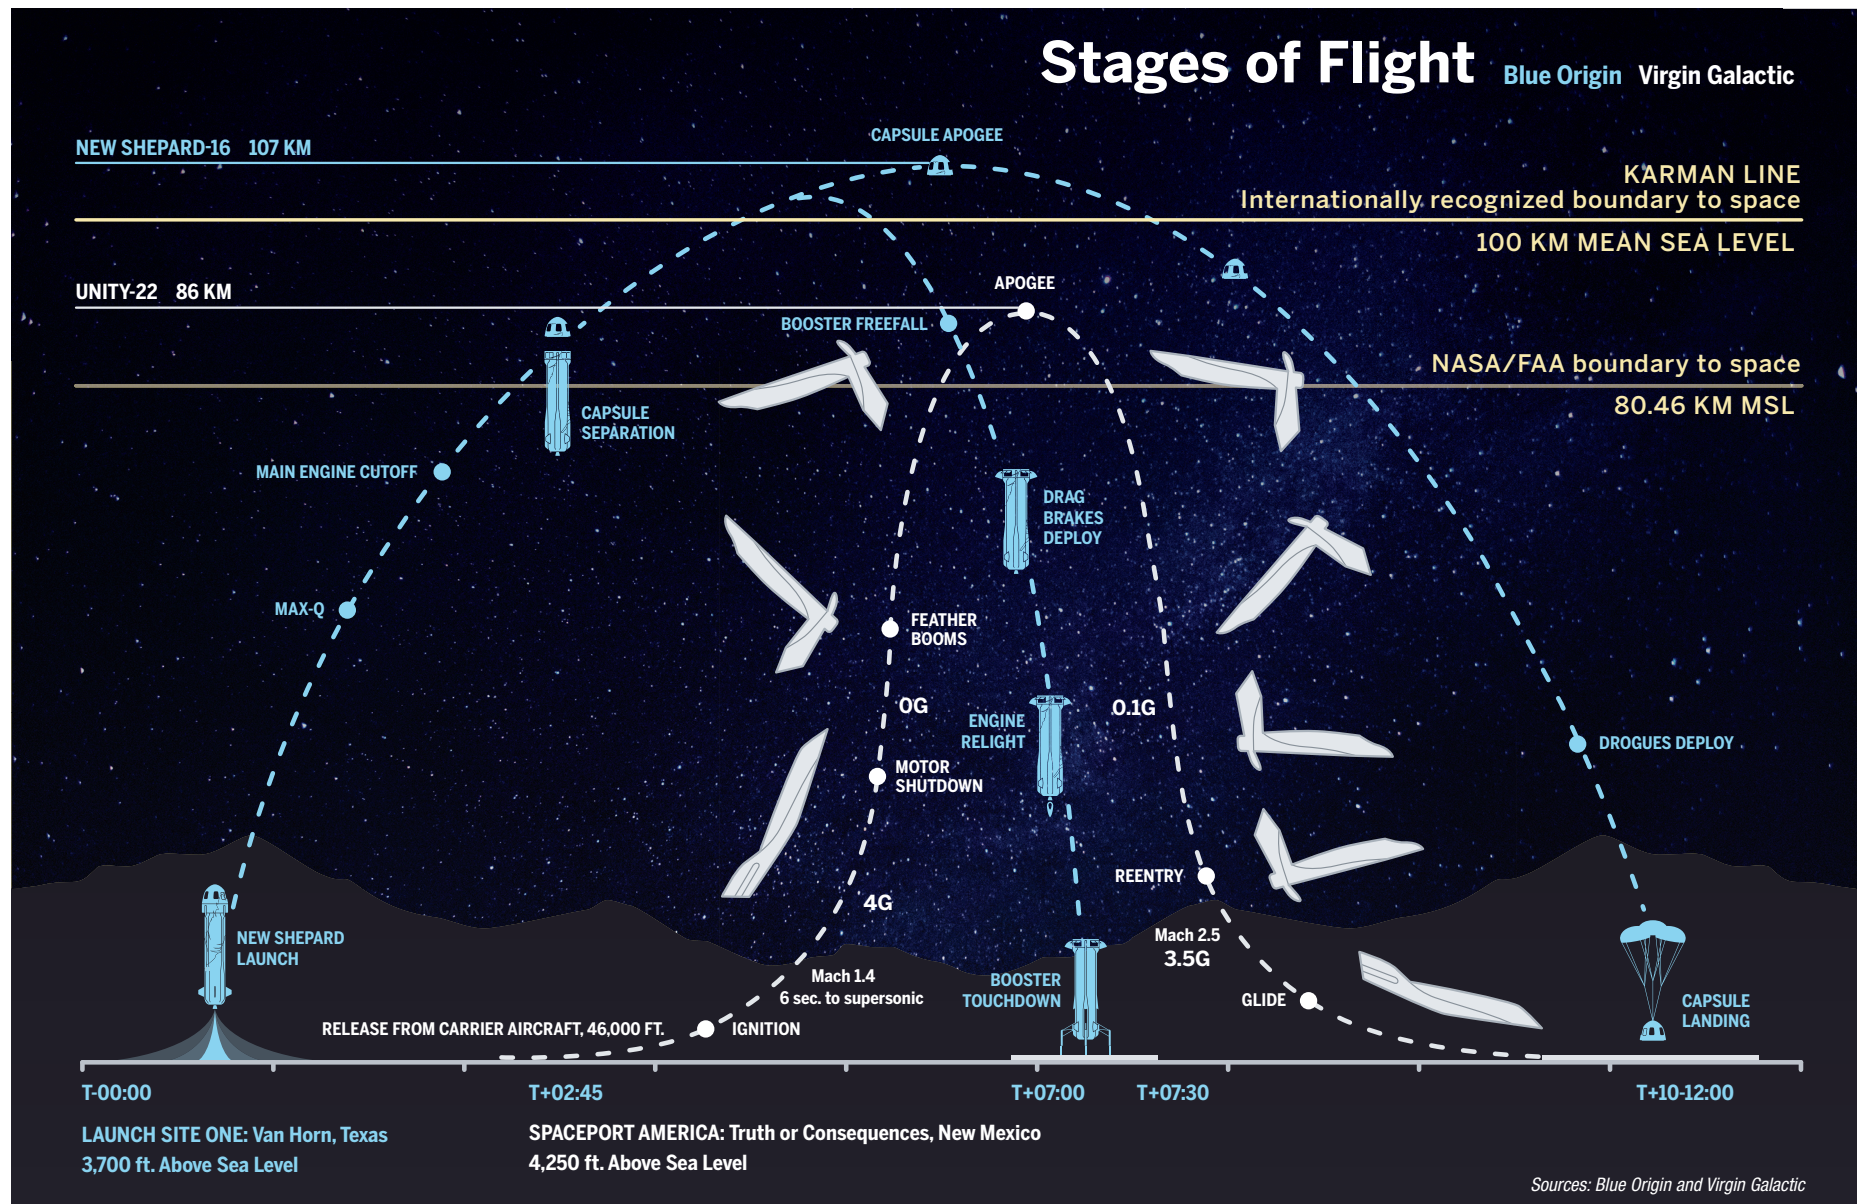 Stages of Flight
Blue Origin Virgin Galactic
CAPSULE APOGEE
NEW SHEPARD-16 107 KM
KARMAN LINE
Internationally recognized boundary to space
100 KM MEAN SEA LEVEL
UNITY-22 86 KM
APOGEE
BOOSTER FREEFALL
NASA/FAA boundary to space
80.46 KM MSL
CAPSULE
SEPARATION
MAIN ENGINE CUTOFF
DRAG
BRAKES
DEPLOY
MAX-Q
FEATHER
BOOMS
0G
0.1G
ENGINE
RELIGHT
DROGUES DEPLOY
MOTOR
SHUTDOWN
REENTRY
4G
NEW SHEPARD
LAUNCH
Mach 2.5
3.5G
Mach 1.4
6 sec. to supersonic
BOOSTER
TOUCHDOWN
GLIDE
CAPSULE
LANDING
RELEASE FROM CARRIER AIRCRAFT, 46,000 FT.
IGNITION
T-00:00
T+02:45
T+07:00
T+07:30
T+10-12:00
LAUNCH SITE ONE: Van Horn, Texas
3,700 ft. Above Sea Level
SPACEPORT AMERICA: Truth or Consequences, New Mexico
4,250 ft. Above Sea Level
Sources: Blue Origin and Virgin Galactic